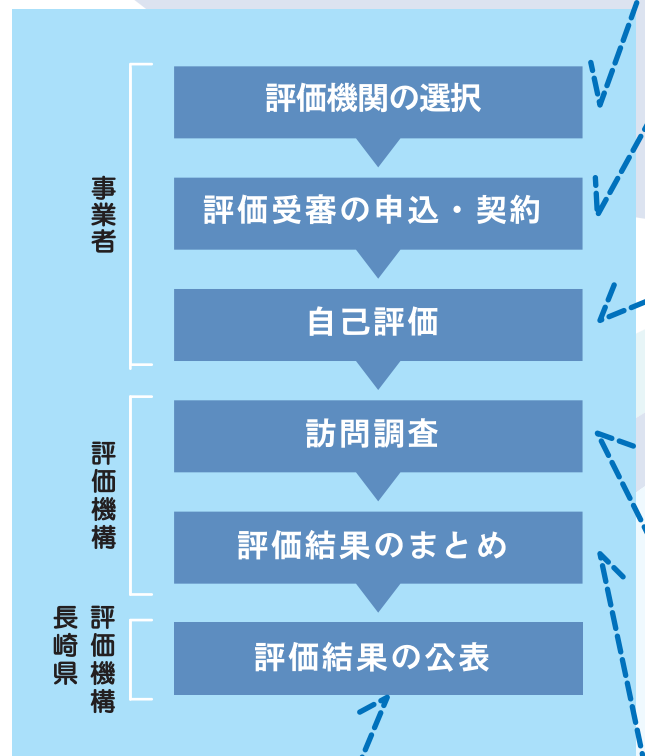 事業者
評価機関の選択
評価受審の申込・契約
自己評価
評価機構
訪問調査
評価結果のまとめ
評価機構
長崎県
評価結果の公表